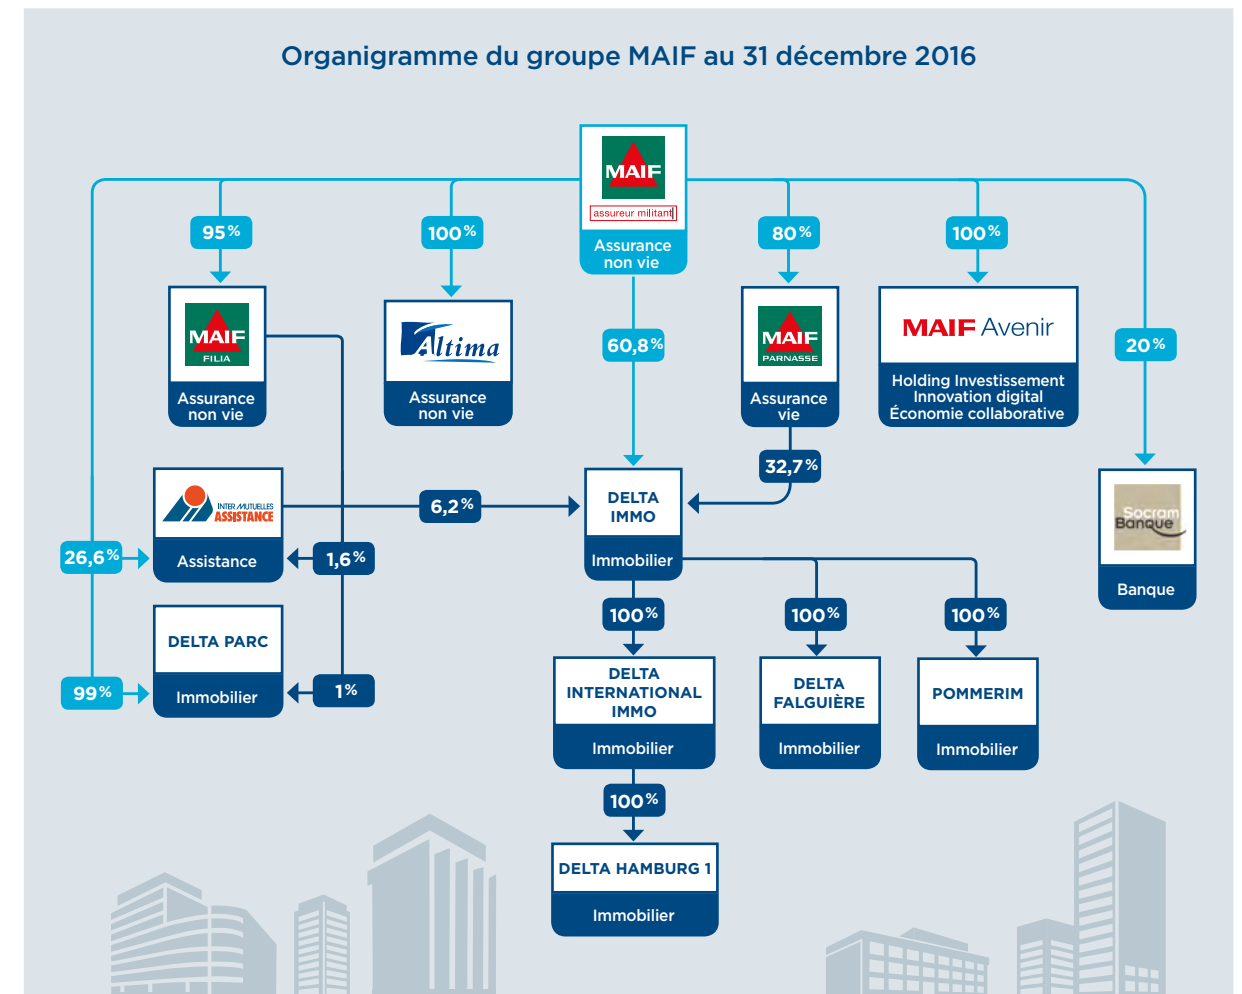 Organigramme du groupe MAIF au 31 décembre 2016
MAIF
assureur militant
Assurance
non vie
95 %
100 %
60,8 %
80 %
100 %
20 %
MAIF
FILIA
Assurance
non vie
Altima
Assurance
non vie
MAIF
PARNASSE
Assurance
vie
MAIF Avenir
Holding Investissement
Innovation digital
Économie collaborative
32,7 %
INTER MUTUELLES
ASSISTANCE
Assistance
6,2 %
26,6 %
1,6 %
DELTA
IMMO
Immobilier
Socram
Banque
Banque
DELTA PARC
Immobilier
99 %
1 %
100 %
100 %
100 %
DELTA
INTERNATIONAL
IMMO
Immobilier
DELTA
FALGUIÈRE
Immobilier
POMMERIM
Immobilier
100 %
DELTA HAMBURG 1
Immobilier